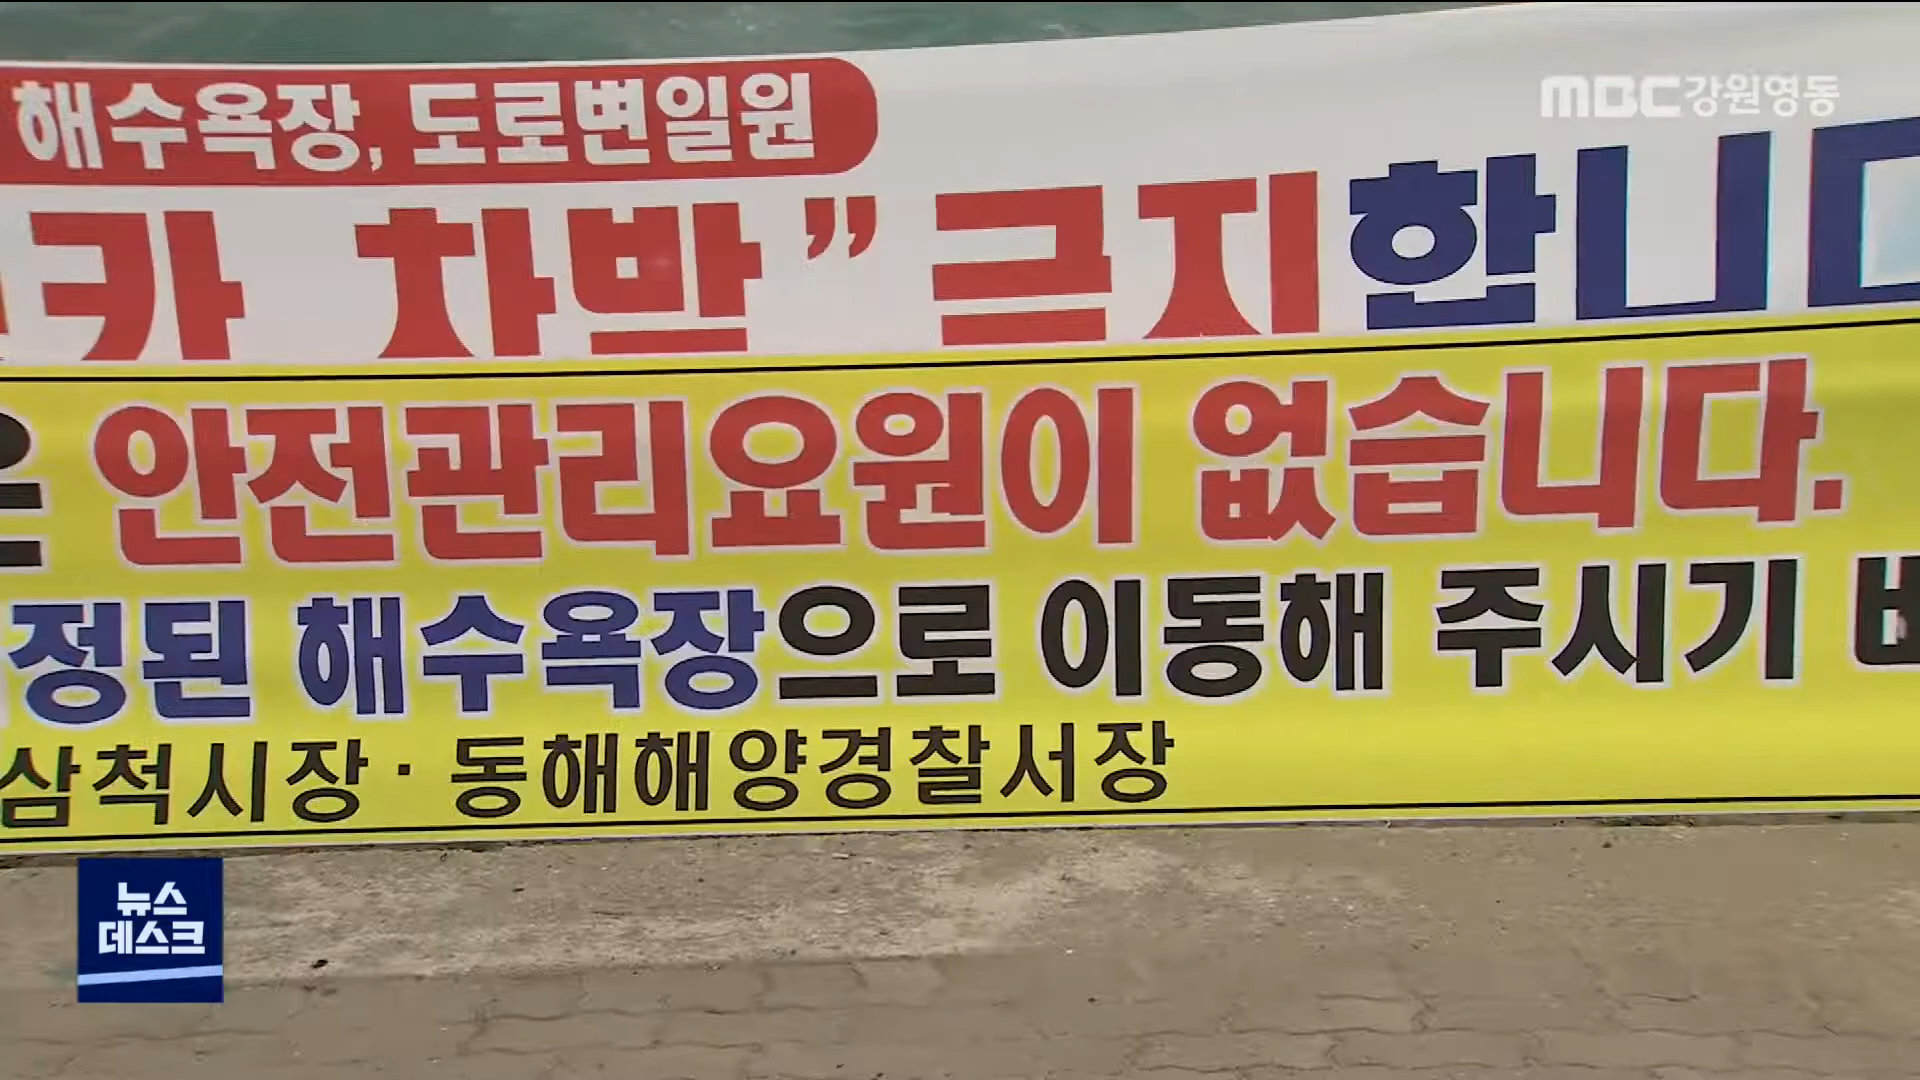 해수욕장, 도로변일원
MBC강원영동
차박" 금지합니다
안전관리요원이 없습니다.
정된 해수욕장으로 이동해 주시기
삼척시장 · 동해해양경찰서장
뉴스
데스크